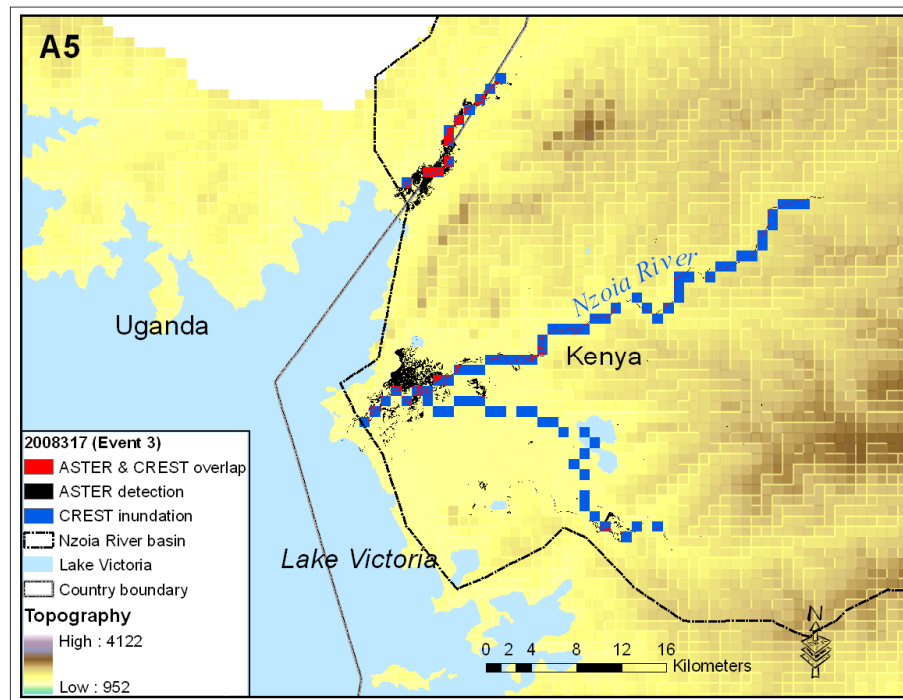 A5
Nzoia River
Uganda
Kenya
2008317 (Event 3)
ASTER & CREST overlap
ASTER detection
CREST inundation
Nzoia River basin
Lake Victoria
Country boundary
Topography
High : 4122
Low : 952
Lake Victoria
N
0 2 4 8 12 16
Kilometers